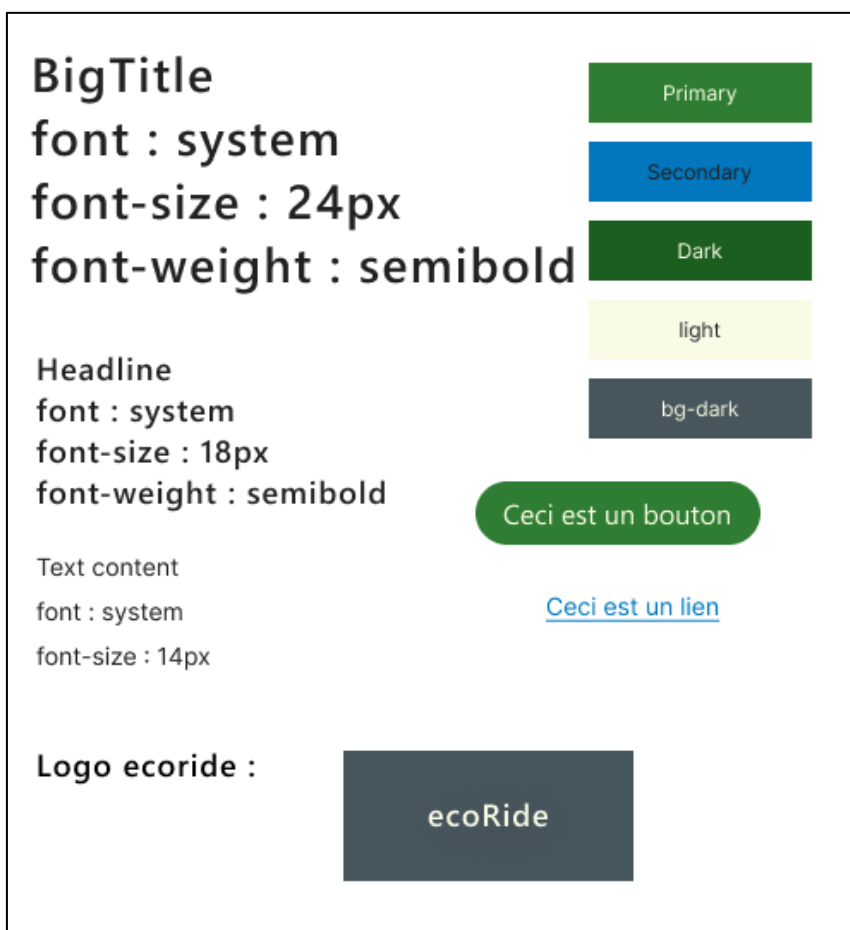 BigTitle
font : system
font-size : 24px
font-weight : semibold
Primary
Secondary
Dark
light
bg-dark
Headline
font : system
font-size : 18px
font-weight : semibold
Ceci est un bouton
Text content
font : system
font-size : 14px
Ceci est un lien
Logo ecoride :
ecoRide